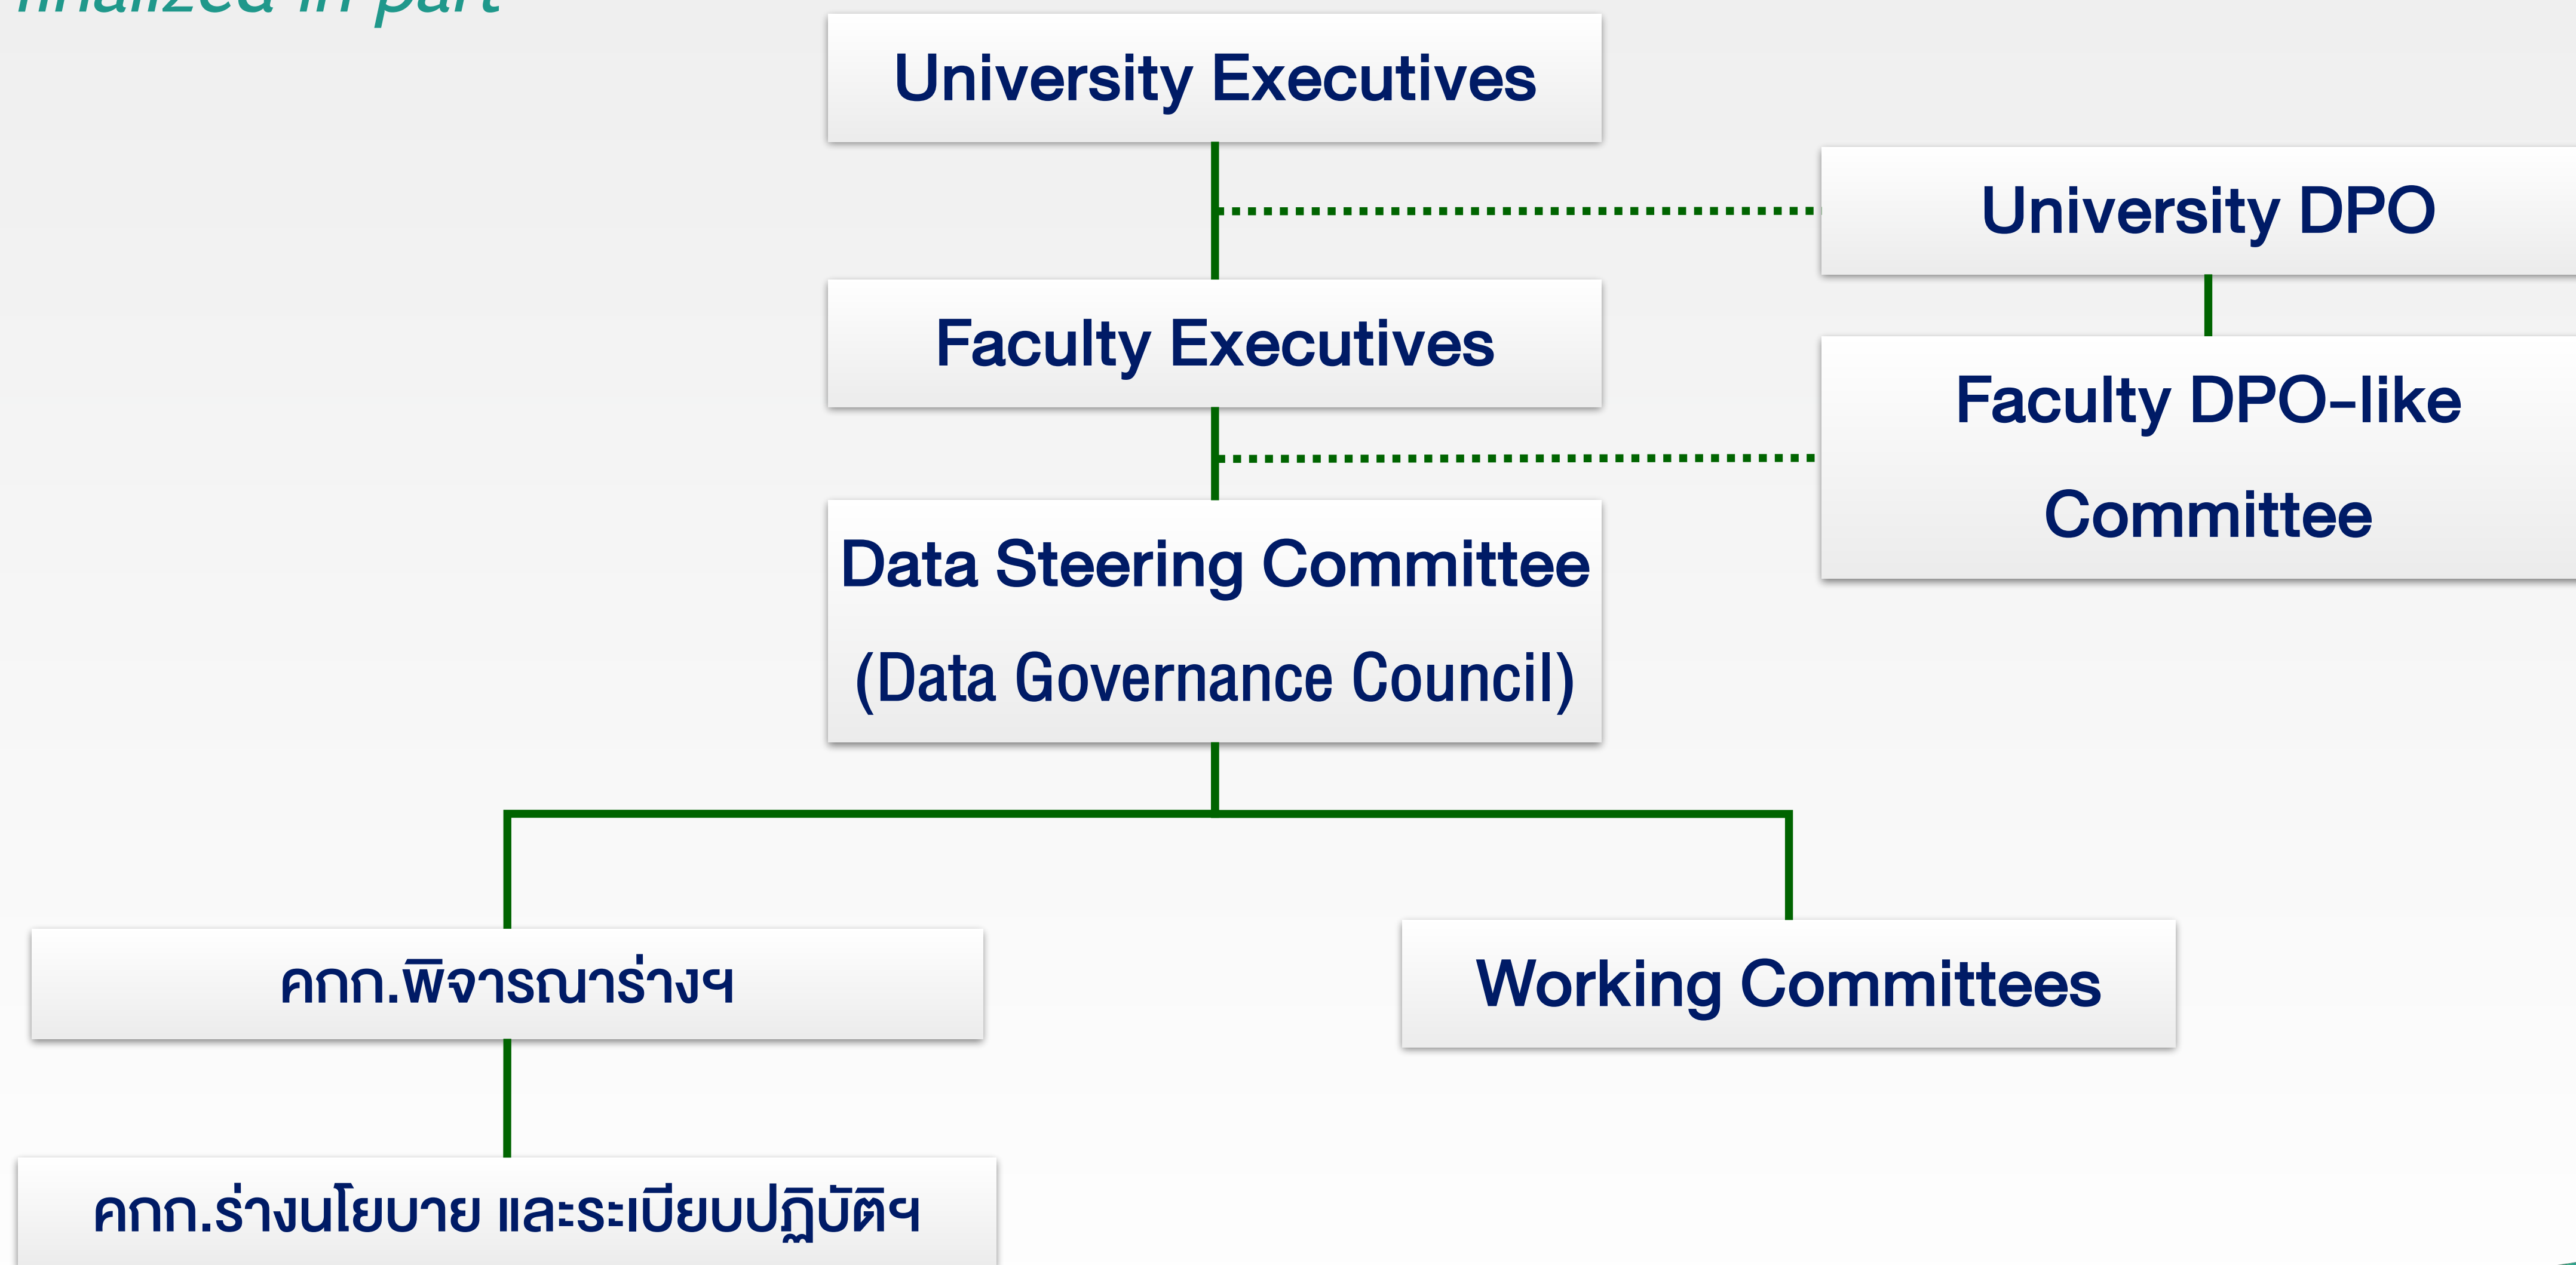 finalized in part
University Executives
University DPO
Faculty Executives
Faculty DPO-like
Committee
Data Steering Committee
(Data Governance Council)
คกก.พิจารณาร่างฯ
Working Committees
คกก.ร่างนโยบาย และระเบียบปฏิบัติฯ